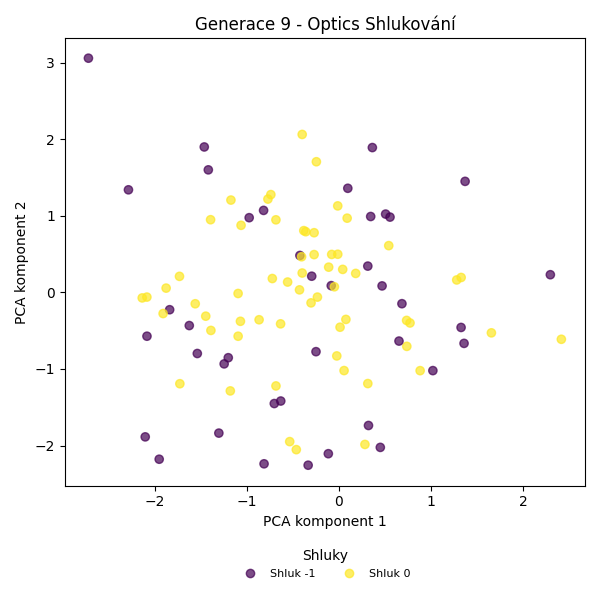 Generace 9 - Optics Shlukování
3
2
1
0
−1
−2
PCA komponent 2
−2 −1 0 1 2
PCA komponent 1
Shluky
Shluk -1 Shluk 0